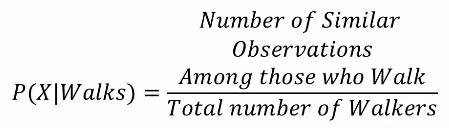 Number of Similar
Observations
Among those who Walk
P(X|Walks) =
Total number of Walkers